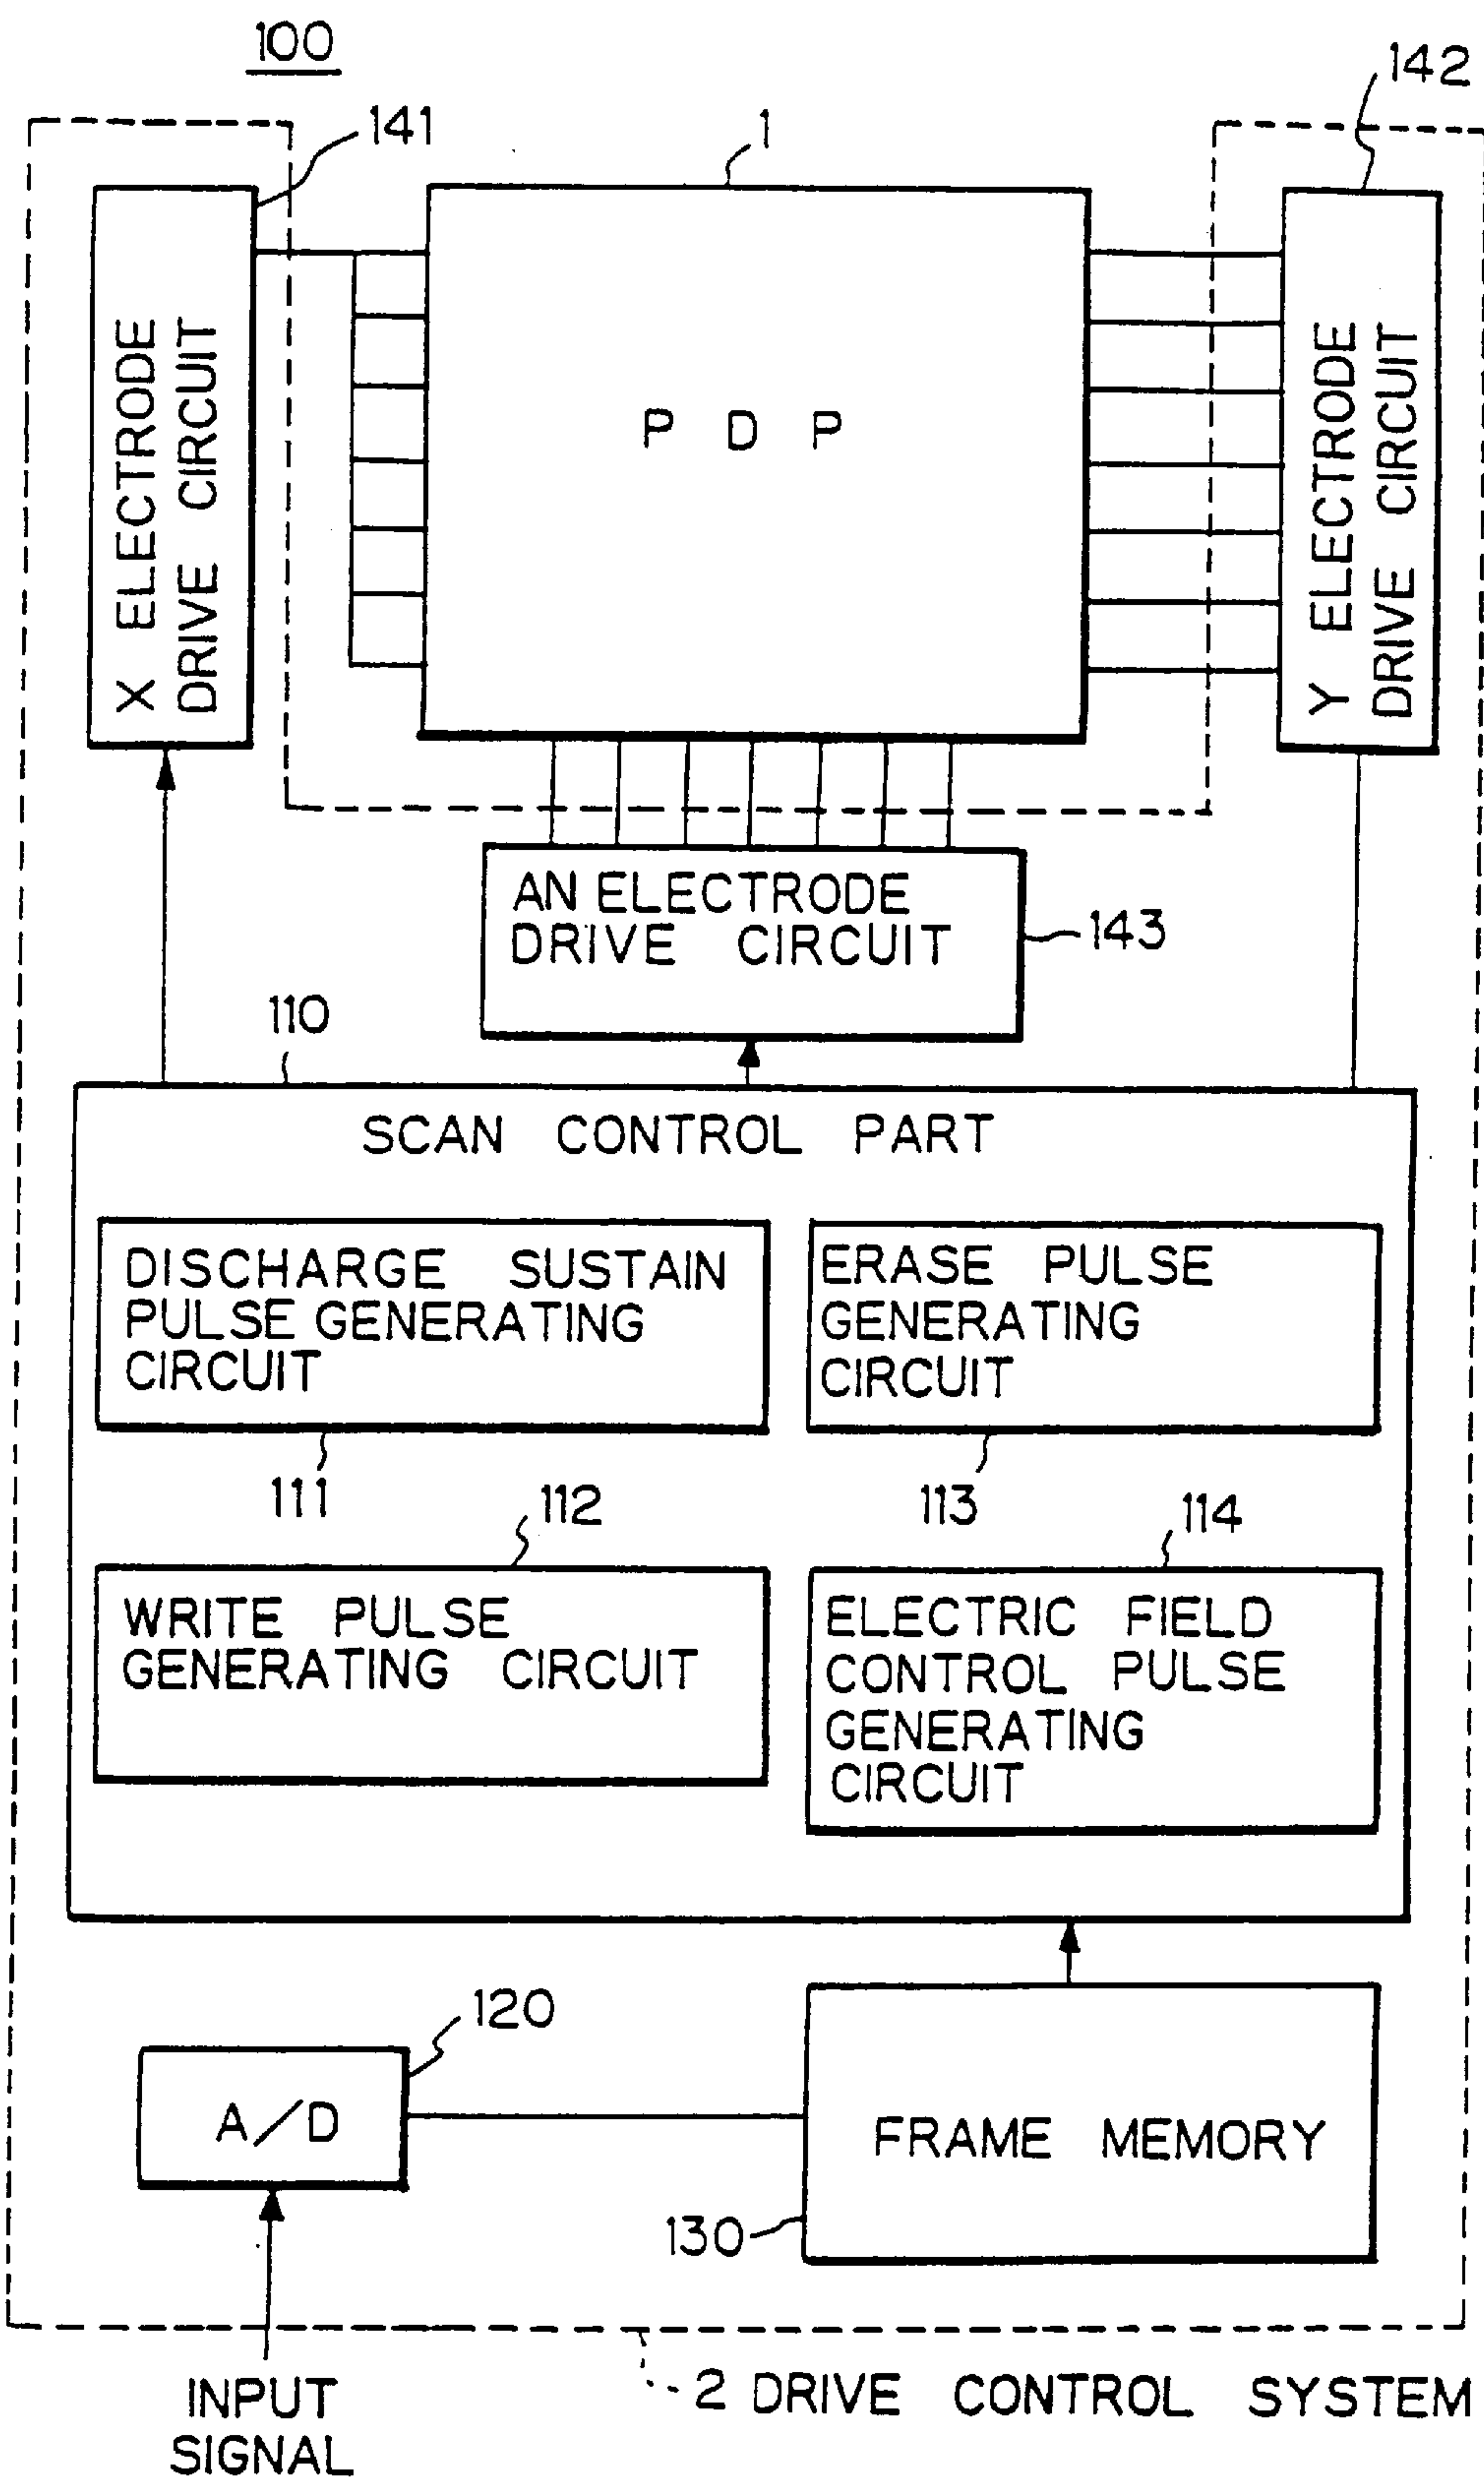 100
141
1
142
X ELECTRODE
DRIVE CIRCUIT
P D P
Y ELECTRODE
DRIVE CIRCUIT
AN ELECTRODE
DRIVE CIRCUIT
143
110
SCAN CONTROL PART
DISCHARGE SUSTAIN
PULSE GENERATING
CIRCUIT
111
ERASE PULSE
GENERATING
CIRCUIT
113
112
WRITE PULSE
GENERATING CIRCUIT
114
ELECTRIC FIELD
CONTROL PULSE
GENERATING
CIRCUIT
120
A/D
FRAME MEMORY
130
INPUT
SIGNAL
2 DRIVE CONTROL SYSTEM